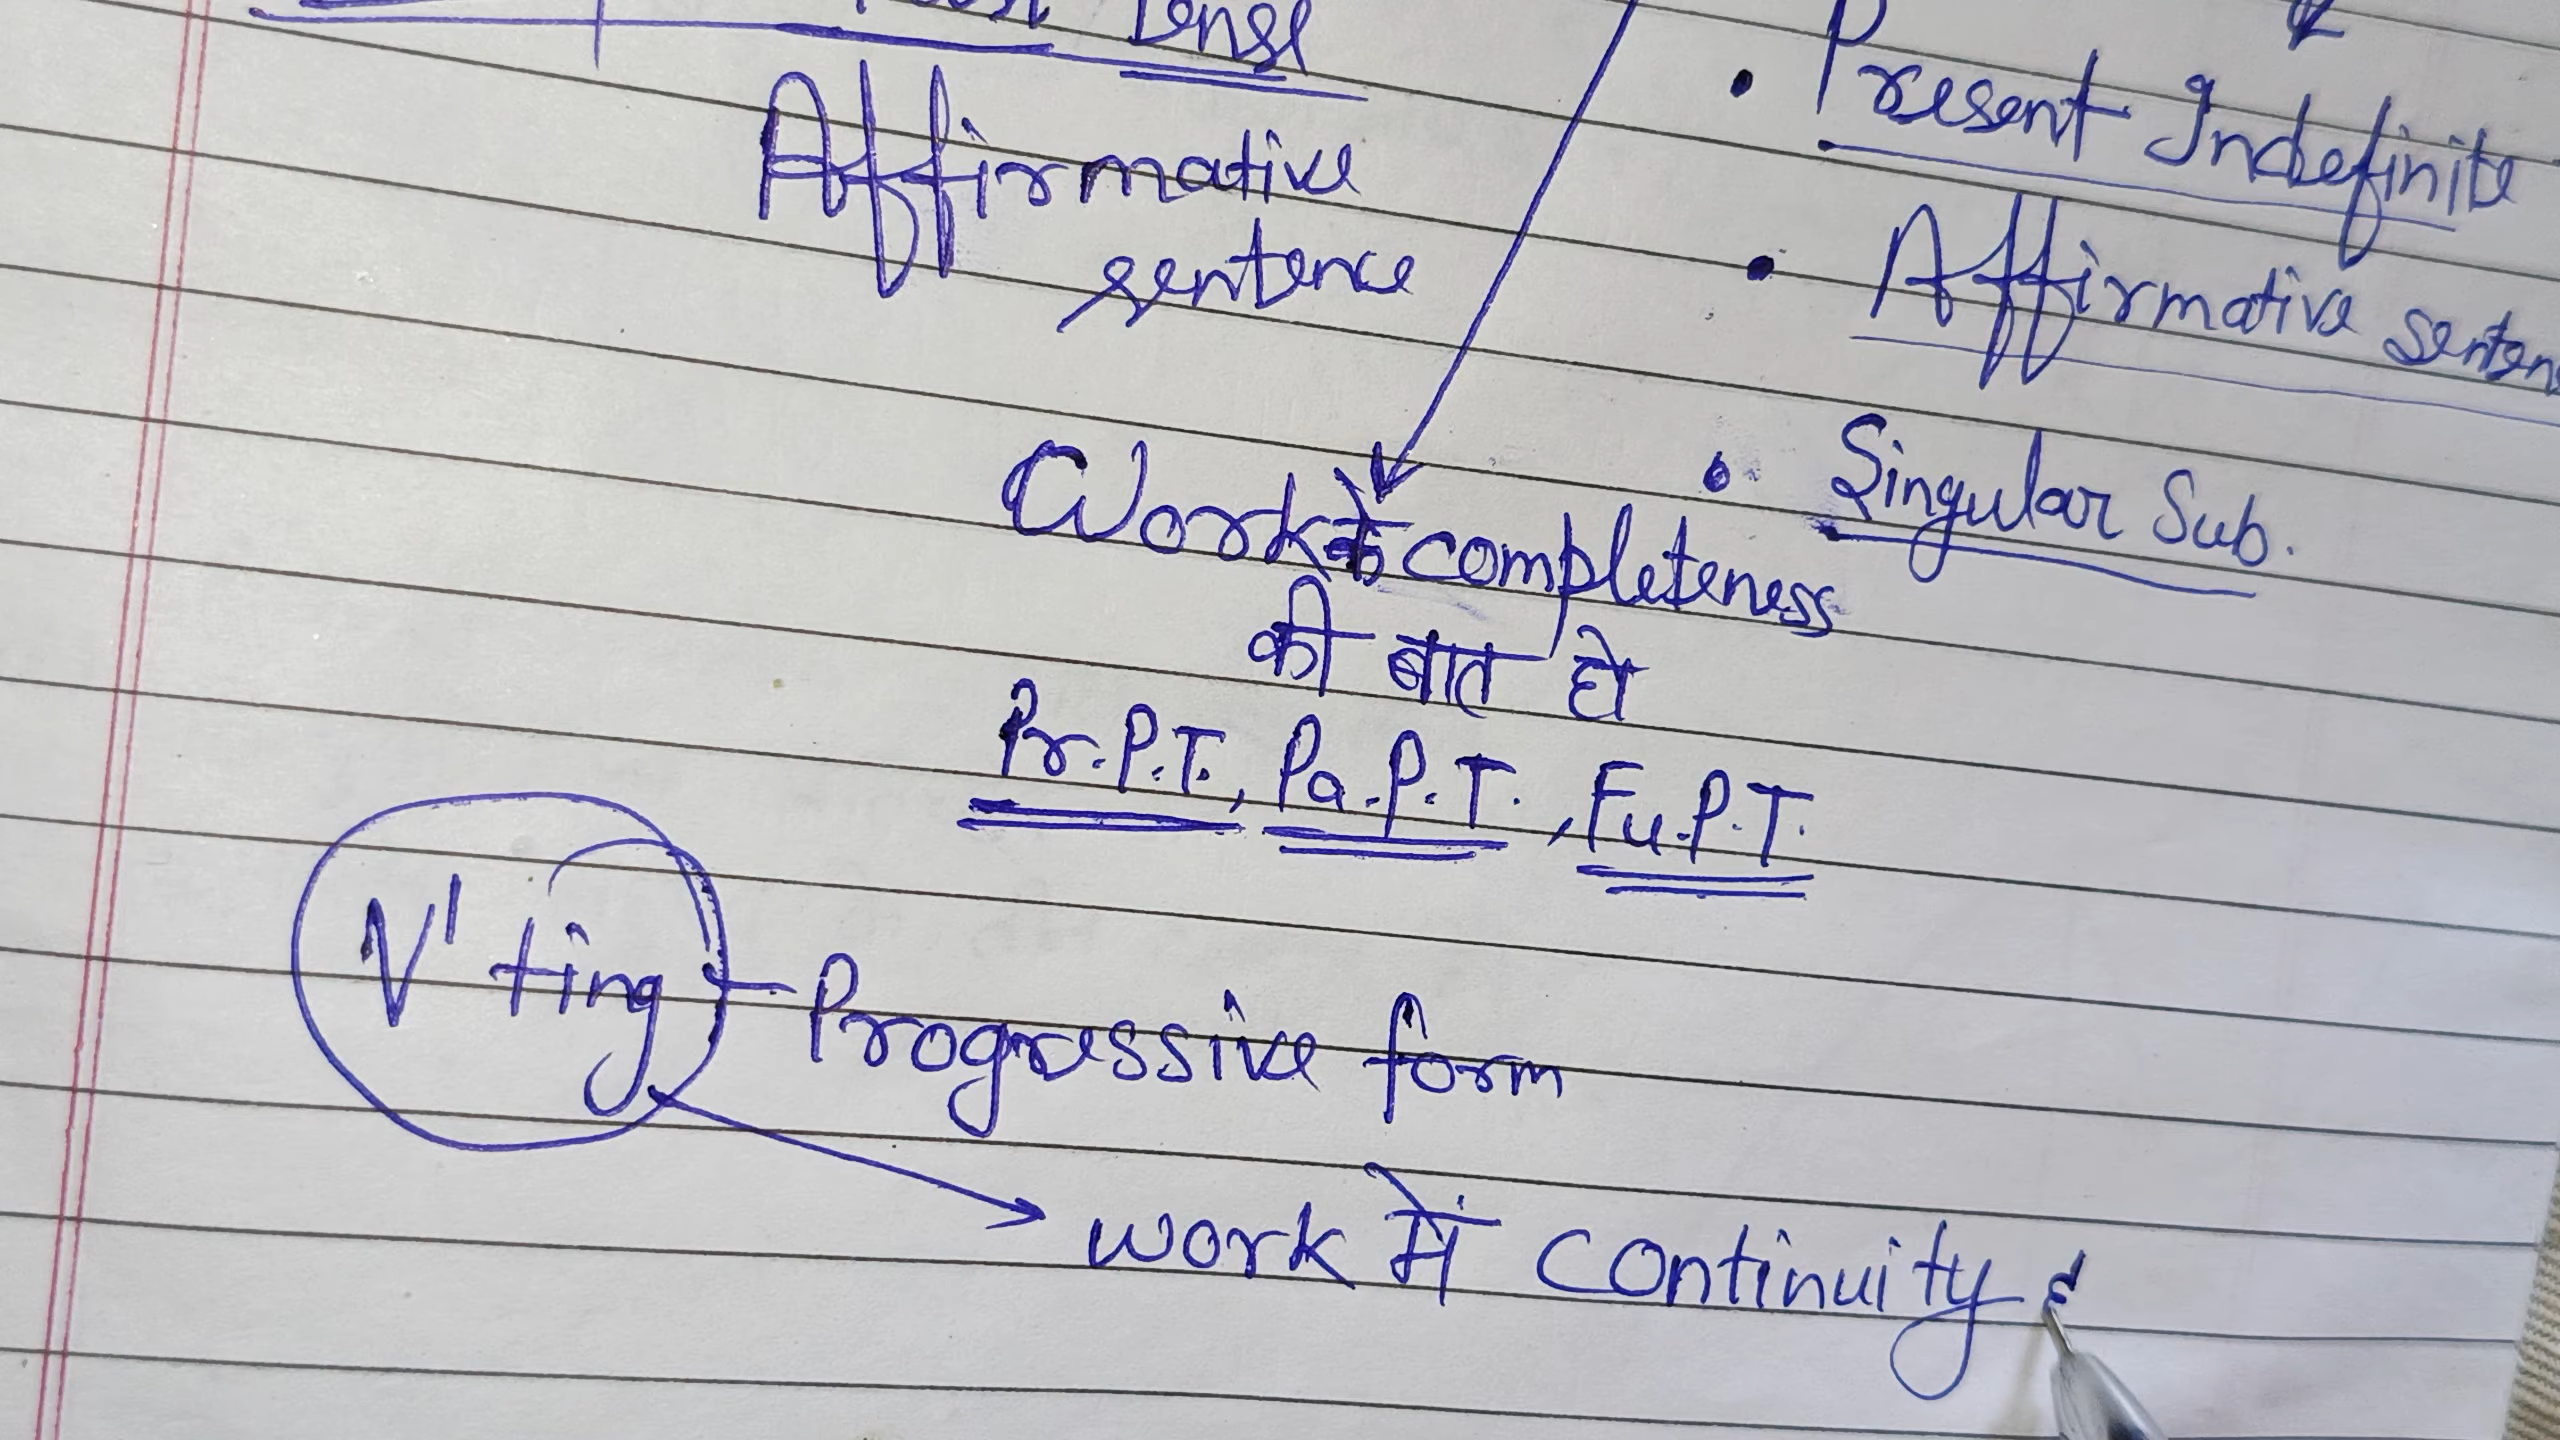 Tense
Affirmative
sentence
• Present Indefinite
• Affirmative
• Singular Sub.
Work के completeness
की बात हो
Pr.P.T., Pa.P.T., Fu.P.T.
V¹ ting - Progressive form
work में continuity